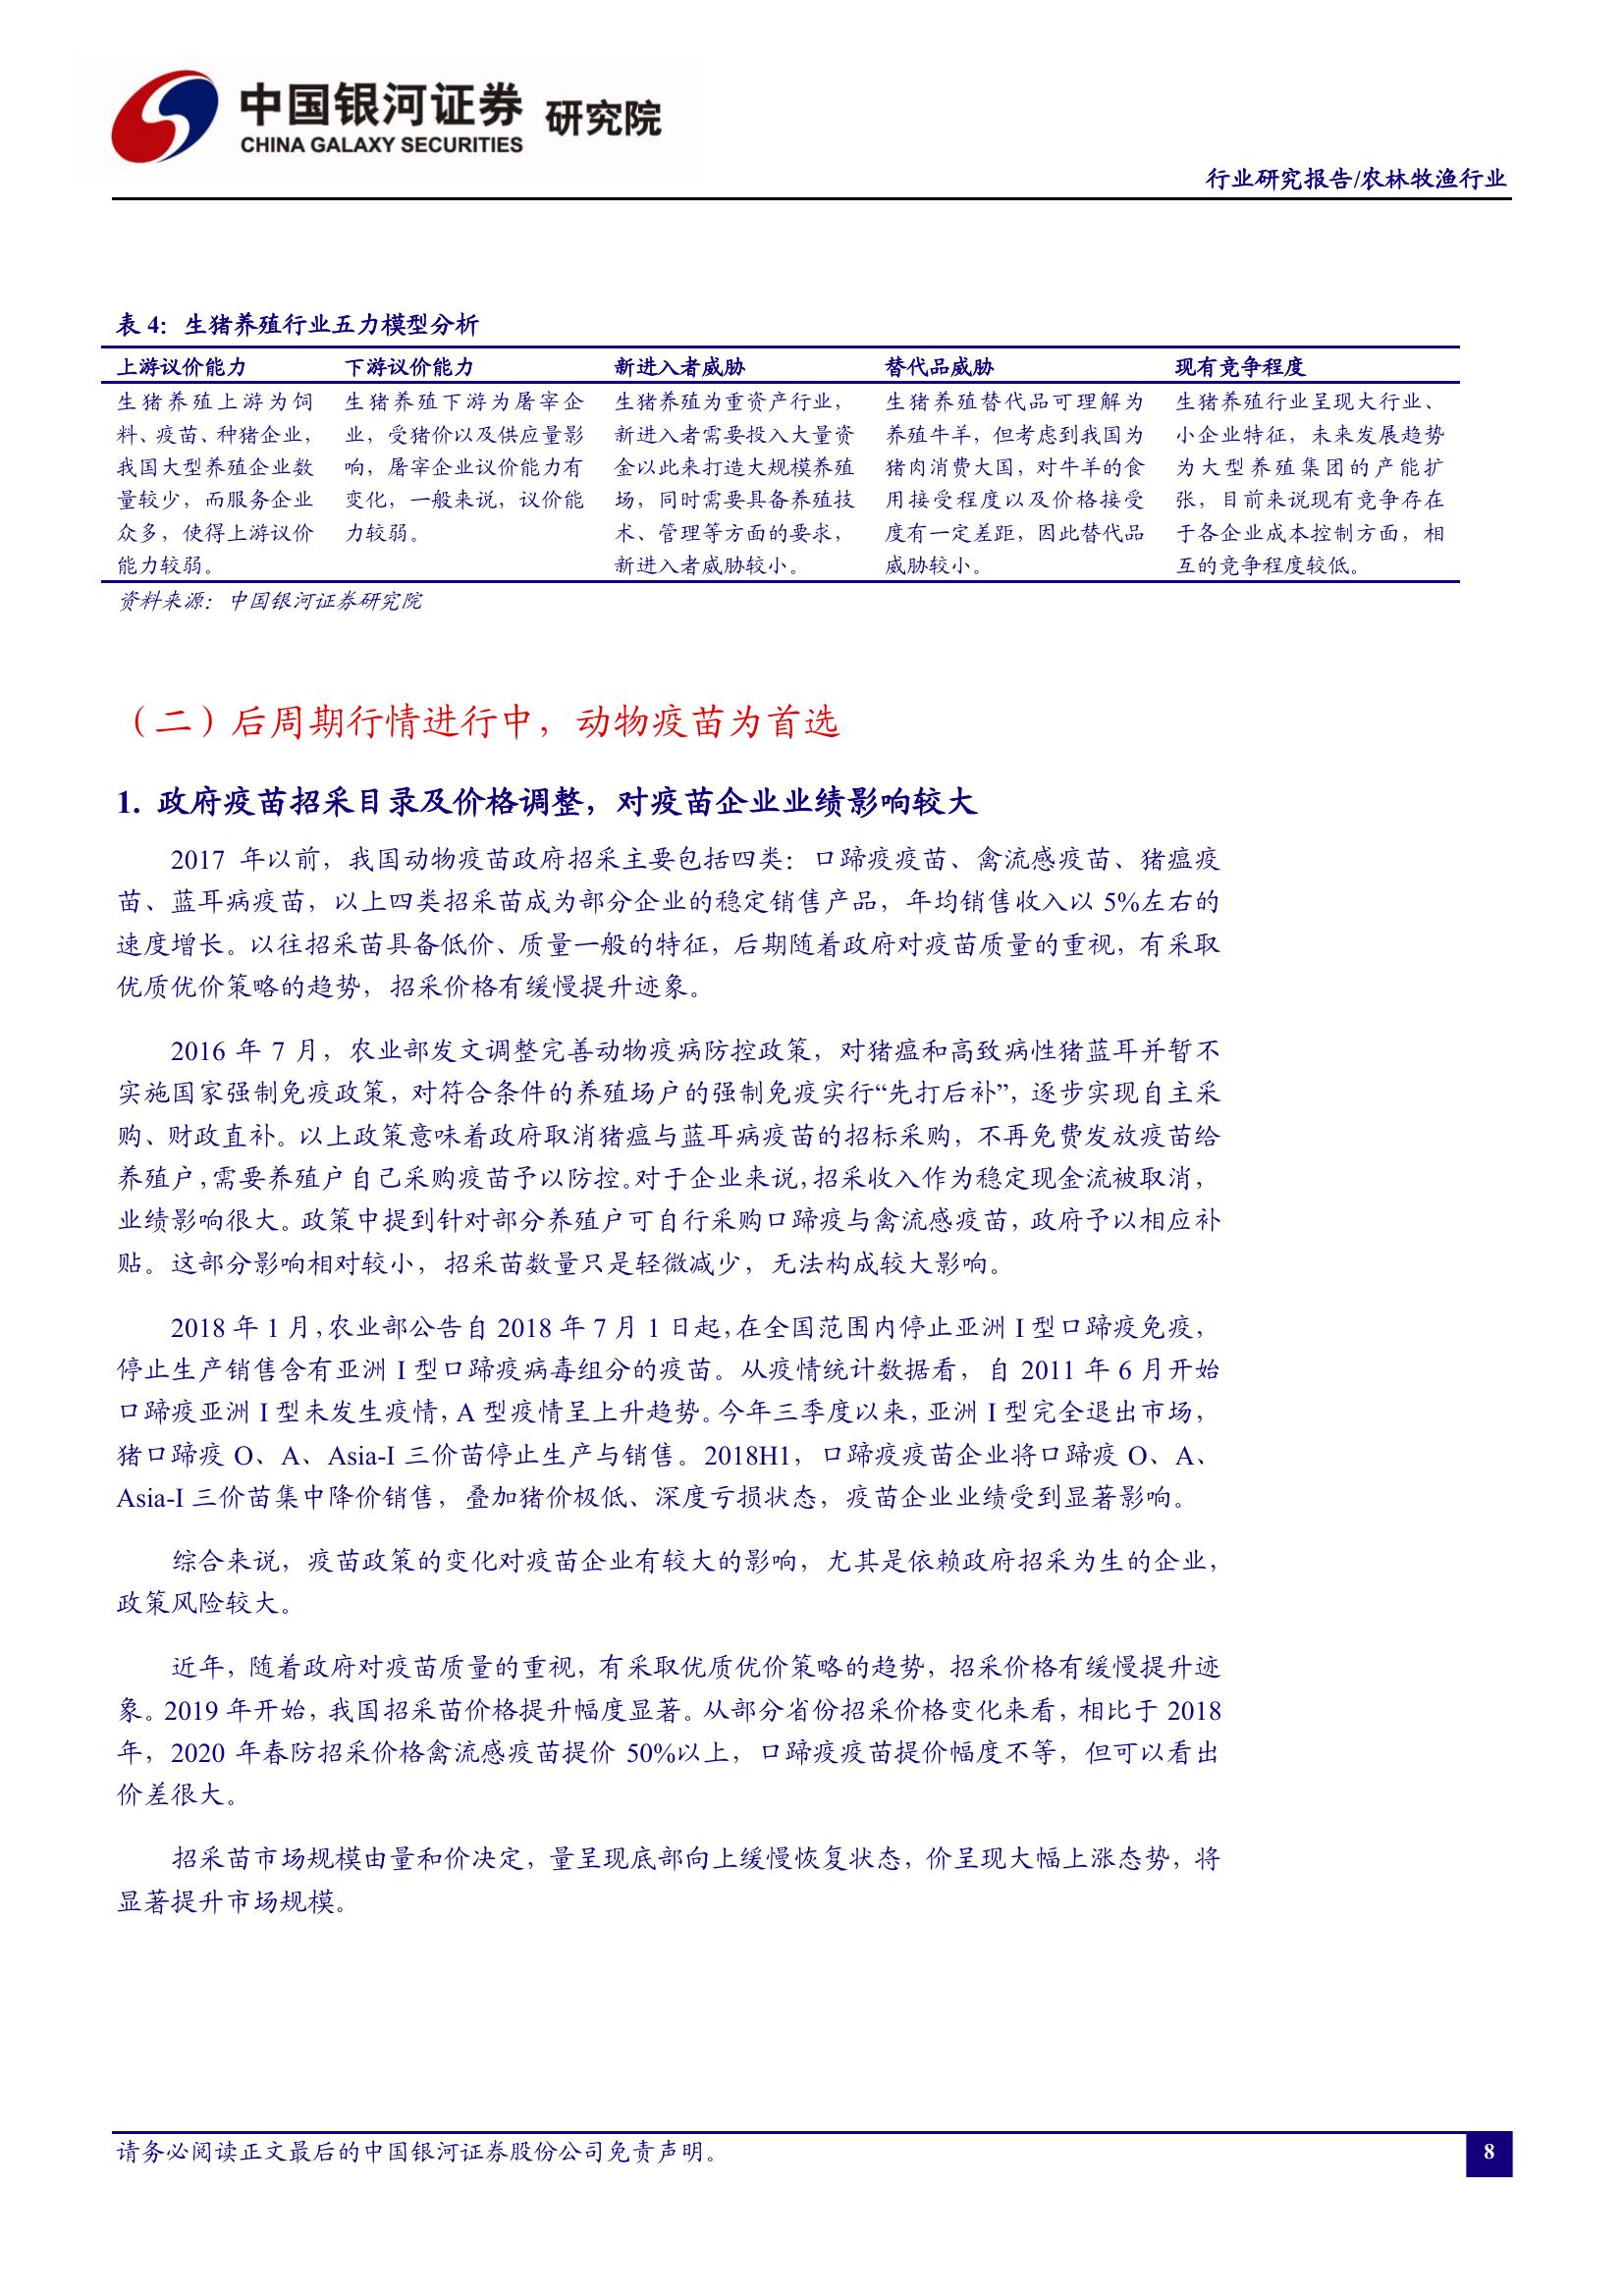 中国银河证券 研究院
CHINA GALAXY SECURITIES
行业研究报告/农林牧渔行业
表 4：生猪养殖行业五力模型分析
上游议价能力 下游议价能力 新进入者威胁 替代品威胁 现有竞争程度
生猪养殖上游为饲
料、疫苗、种猪企业，
我国大型养殖企业数
量较少，而服务企业
众多，使得上游议价
能力较弱。
生猪养殖下游为屠宰企
业，受猪价以及供应量影
响，屠宰企业议价能力有
变化，一般来说，议价能
力较弱。
生猪养殖为重资产行业，
新进入者需要投入大量资
金以此来打造大规模养殖
场，同时需要具备养殖技
术、管理等方面的要求，
新进入者威胁较小。
生猪养殖替代品可理解为
养殖牛羊，但考虑到我国为
猪肉消费大国，对牛羊的食
用接受程度以及价格接受
度有一定差距，因此替代品
威胁较小。
生猪养殖行业呈现大行业、
小企业特征，未来发展趋势
为大型养殖集团的产能扩
张，目前来说现有竞争存在
于各企业成本控制方面，相
互的竞争程度较低。
资料来源：中国银河证券研究院
（二）后周期行情进行中，动物疫苗为首选
1. 政府疫苗招采目录及价格调整，对疫苗企业业绩影响较大
2017 年以前，我国动物疫苗政府招采主要包括四类：口蹄疫疫苗、禽流感疫苗、猪瘟疫
苗、蓝耳病疫苗，以上四类招采苗成为部分企业的稳定销售产品，年均销售收入以 5%左右的
速度增长。以往招采苗具备低价、质量一般的特征，后期随着政府对疫苗质量的重视，有采取
优质优价策略的趋势，招采价格有缓慢提升迹象。
2016 年 7 月，农业部发文调整完善动物疫病防控政策，对猪瘟和高致病性猪蓝耳并暂不
实施国家强制免疫政策，对符合条件的养殖场户的强制免疫实行“先打后补”，逐步实现自主采
购、财政直补。以上政策意味着政府取消猪瘟与蓝耳病疫苗的招标采购，不再免费发放疫苗给
养殖户，需要养殖户自己采购疫苗予以防控。对于企业来说，招采收入作为稳定现金流被取消，
业绩影响很大。政策中提到针对部分养殖户可自行采购口蹄疫与禽流感疫苗，政府予以相应补
贴。这部分影响相对较小，招采苗数量只是轻微减少，无法构成较大影响。
2018 年 1 月，农业部公告自 2018 年 7 月 1 日起，在全国范围内停止亚洲 I 型口蹄疫免疫，
停止生产销售含有亚洲 I 型口蹄疫病毒组分的疫苗。从疫情统计数据看，自 2011 年 6 月开始
口蹄疫亚洲 I 型未发生疫情，A 型疫情呈上升趋势。今年三季度以来，亚洲 I 型完全退出市场，
猪口蹄疫 O、A、Asia-I 三价苗停止生产与销售。2018H1，口蹄疫疫苗企业将口蹄疫 O、A、
Asia-I 三价苗集中降价销售，叠加猪价极低、深度亏损状态，疫苗企业业绩受到显著影响。
综合来说，疫苗政策的变化对疫苗企业有较大的影响，尤其是依赖政府招采为生的企业，
政策风险较大。
近年，随着政府对疫苗质量的重视，有采取优质优价策略的趋势，招采价格有缓慢提升迹
象。2019 年开始，我国招采苗价格提升幅度显著。从部分省份招采价格变化来看，相比于 2018
年，2020 年春防招采价格禽流感疫苗提价 50%以上，口蹄疫疫苗提价幅度不等，但可以看出
价差很大。
招采苗市场规模由量和价决定，量呈现底部向上缓慢恢复状态，价呈现大幅上涨态势，将
显著提升市场规模。
请务必阅读正文最后的中国银河证券股份公司免责声明。
8